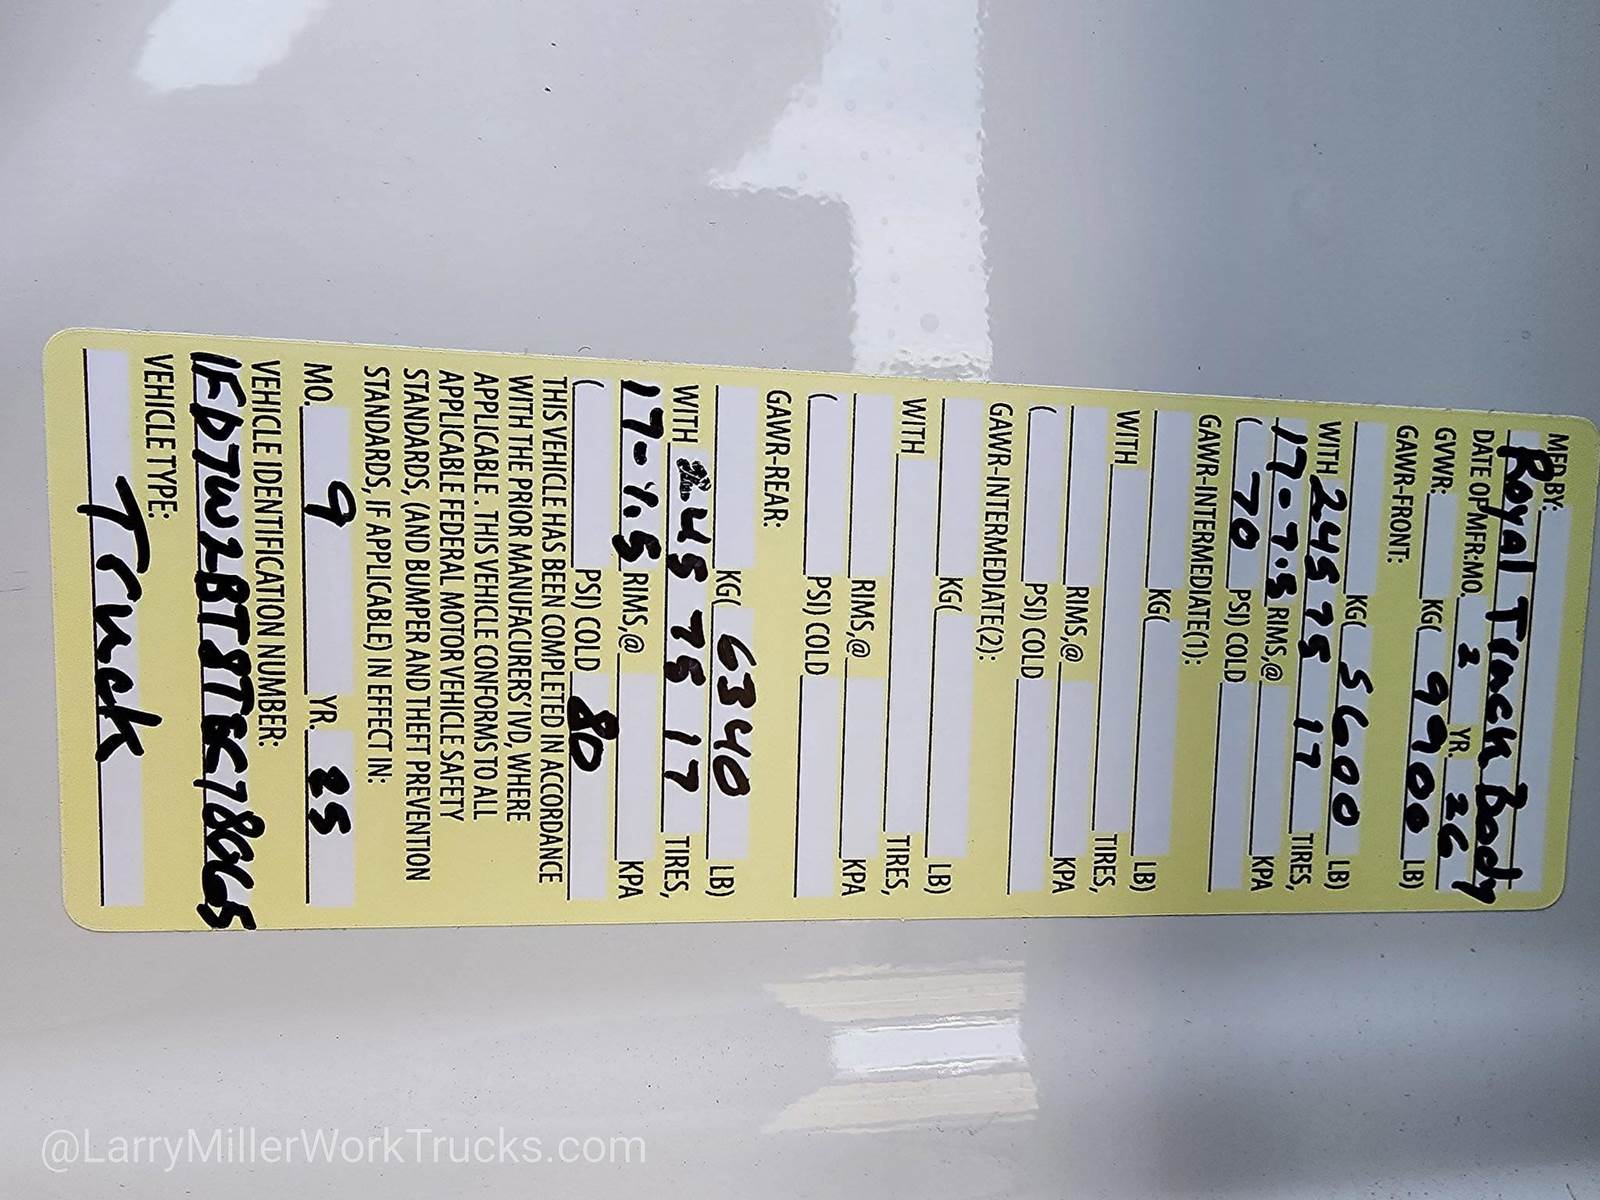 MFD BY:
Royal Truck Body
DATE OF MFR:MO. 2 YR. 26
GVWR: KG( 9900 LB)
GAWR-FRONT:
KG( 5600 LB)
WITH 245 75 17 TIRES,
17-7.5 RIMS,@ KPA
( 70 PSI) COLD
GAWR-INTERMEDIATE(1):
KG( LB)
WITH TIRES,
RIMS,@ KPA
( PSI) COLD
GAWR-INTERMEDIATE(2):
KG( LB)
WITH TIRES,
RIMS,@ KPA
( PSI) COLD
GAWR-REAR:
KG( 6340 LB)
WITH 245 75 17 TIRES,
17-7.5 RIMS,@ KPA
( PSI) COLD 80
THIS VEHICLE HAS BEEN COMPLETED IN ACCORDANCE
WITH THE PRIOR MANUFACURERS' IVD, WHERE
APPLICABLE. THIS VEHICLE CONFORMS TO ALL
APPLICABLE FEDERAL MOTOR VEHICLE SAFETY
STANDARDS, (AND BUMPER AND THEFT PREVENTION
STANDARDS, IF APPLICABLE) IN EFFECT IN:
MO. 9 YR. 25
VEHICLE IDENTIFICATION NUMBER:
VEHICLE TYPE:
Truck
@LarryMillerWorkTrucks.com